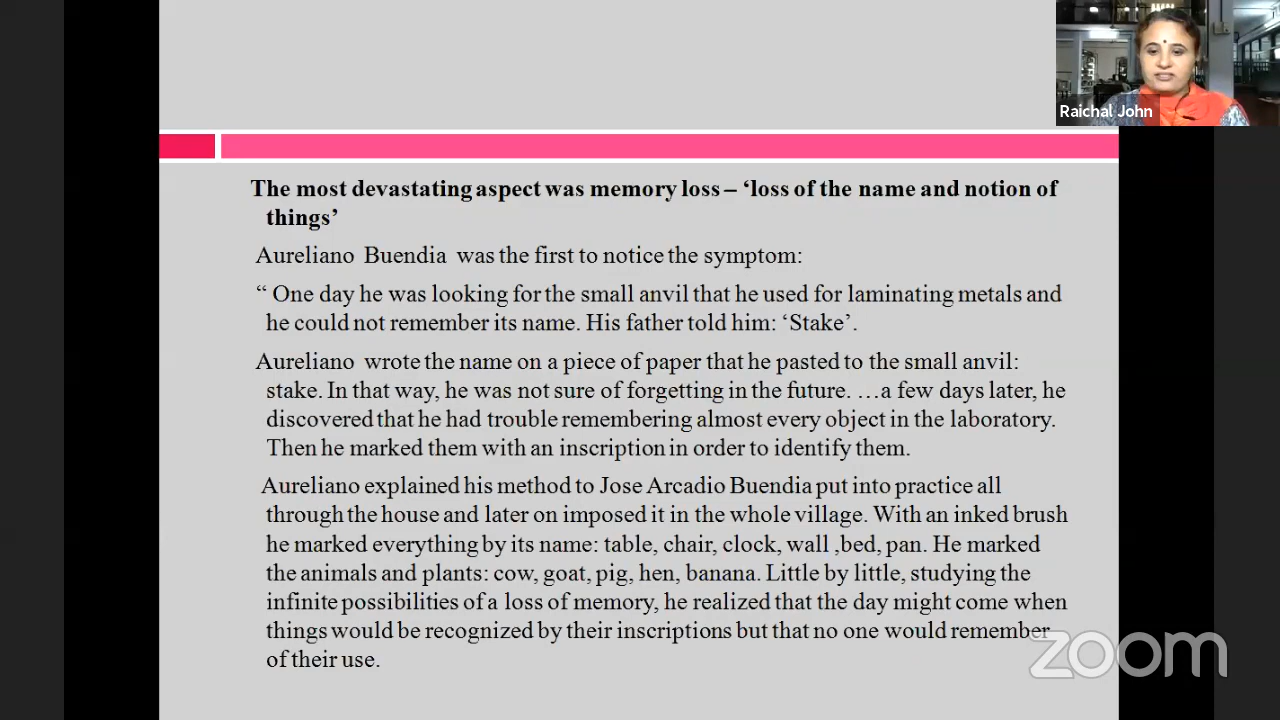 Raichal John
The most devastating aspect was memory loss – ‘loss of the name and notion of
things’
Aureliano Buendia was the first to notice the symptom:
“ One day he was looking for the small anvil that he used for laminating metals and
he could not remember its name. His father told him: ‘Stake’.
Aureliano wrote the name on a piece of paper that he pasted to the small anvil:
stake. In that way, he was not sure of forgetting in the future. …a few days later, he
discovered that he had trouble remembering almost every object in the laboratory.
Then he marked them with an inscription in order to identify them.
Aureliano explained his method to Jose Arcadio Buendia put into practice all
through the house and later on imposed it in the whole village. With an inked brush
he marked everything by its name: table, chair, clock, wall ,bed, pan. He marked
the animals and plants: cow, goat, pig, hen, banana. Little by little, studying the
infinite possibilities of a loss of memory, he realized that the day might come when
things would be recognized by their inscriptions but that no one would remember
of their use.
zoom